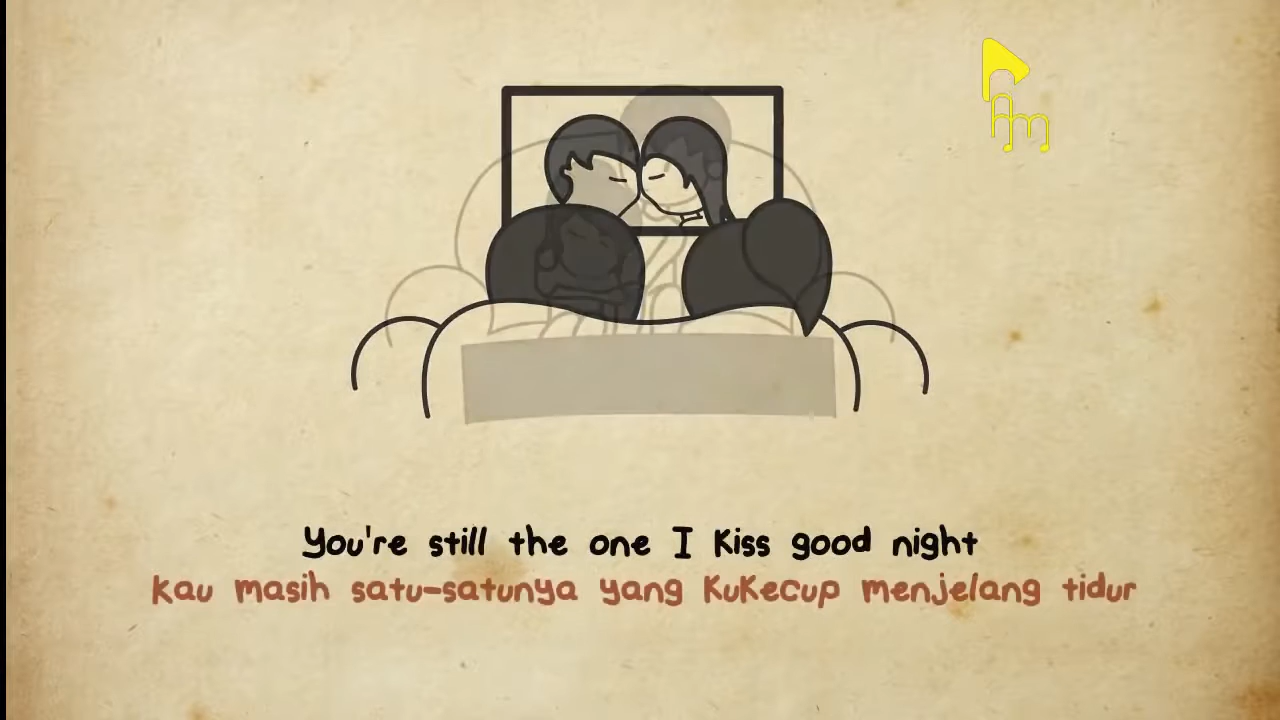 You're still the one I Kiss good night
Kau masih satu-satunya yang KuKecup menjelang tidur